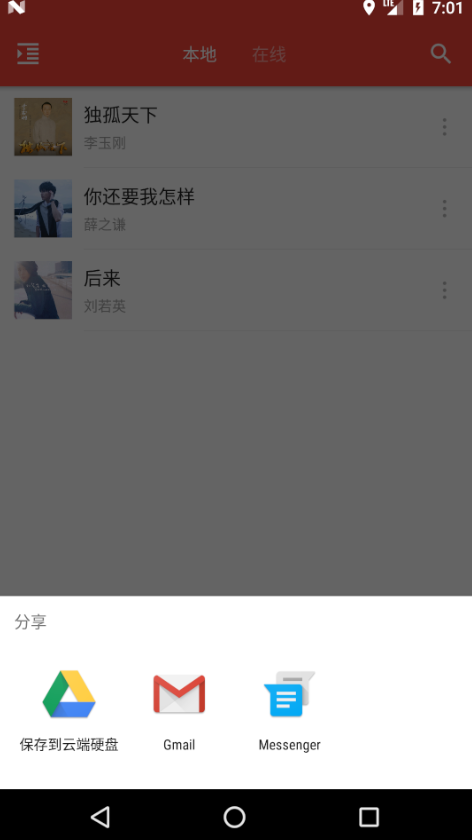 LTE 7:01
本地 在线
独孤天下
李玉刚
你还要我怎样
薛之谦
后来
刘若英
分享
保存到云端硬盘 Gmail Messenger